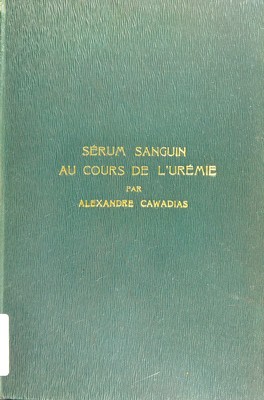 SÉRUM SANGUIN
AU COURS DE L'URÉMIE
PAR
ALEXANDRE CAWADIAS